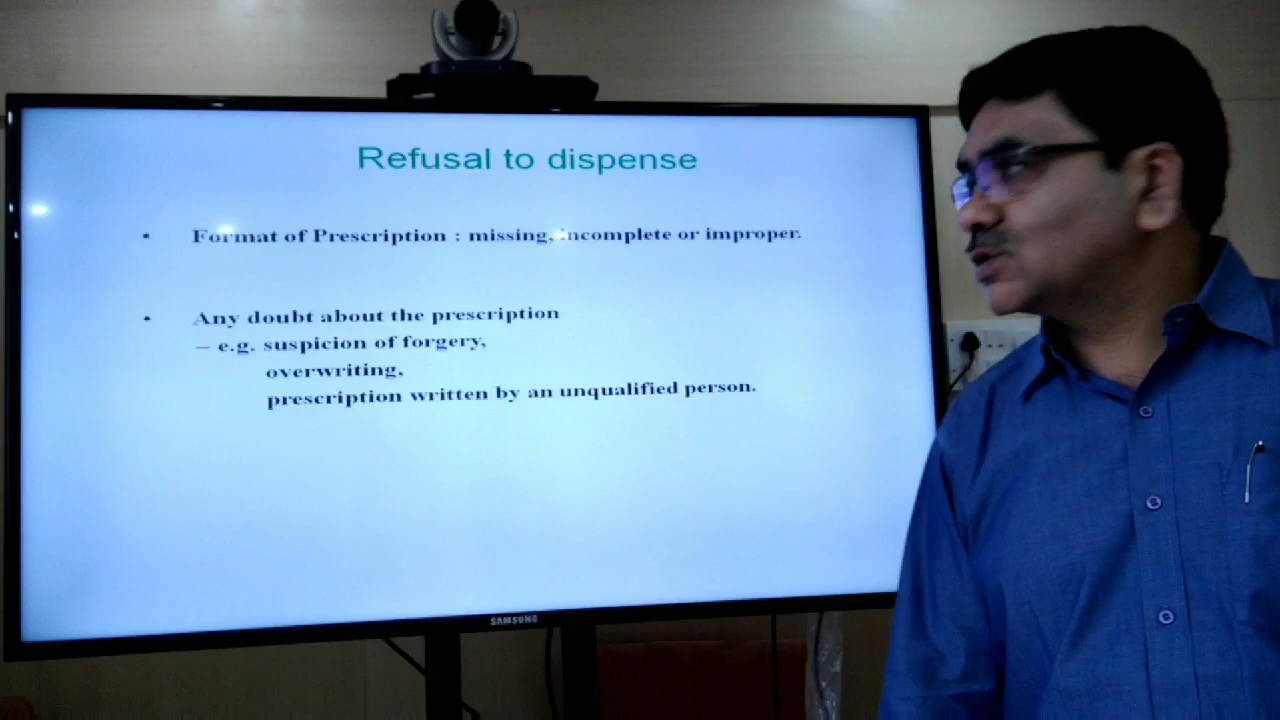 Refusal to dispense
• Format of Prescription : missing, incomplete or improper.
• Any doubt about the prescription
– e.g. suspicion of forgery,
overwriting,
prescription written by an unqualified person.
SAMSUNG